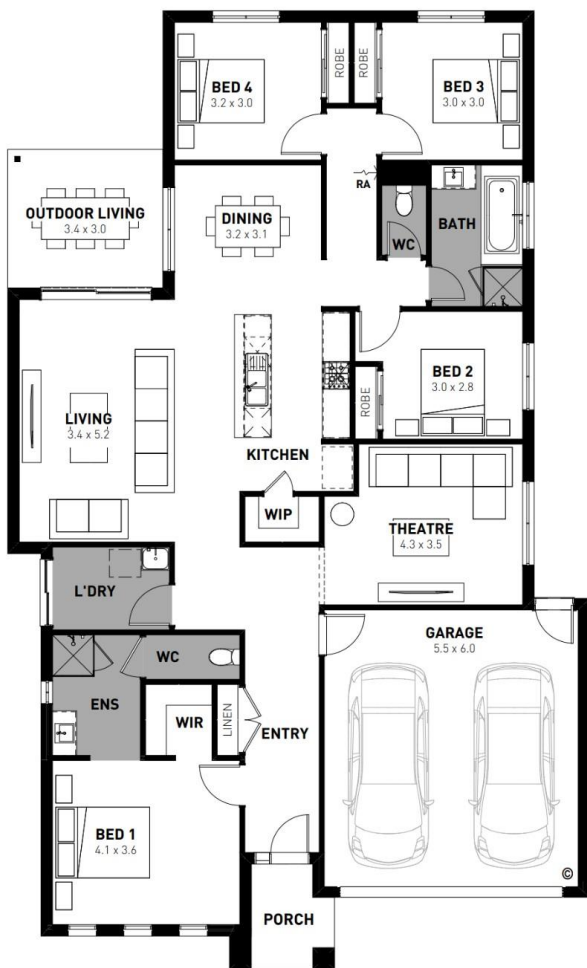 BED 4
3.2 x 3.0
ROBE
ROBE
BED 3
3.0 x 3.0
OUTDOOR LIVING
3.4 x 3.0
DINING
3.2 x 3.1
RA
WC
BATH
LIVING
3.4 x 5.2
ROBE
BED 2
3.0 x 2.8
KITCHEN
WIP
THEATRE
4.3 x 3.5
L'DRY
WC
GARAGE
5.5 x 6.0
ENS
WIR
LINEN
ENTRY
BED 1
4.1 x 3.6
©
PORCH